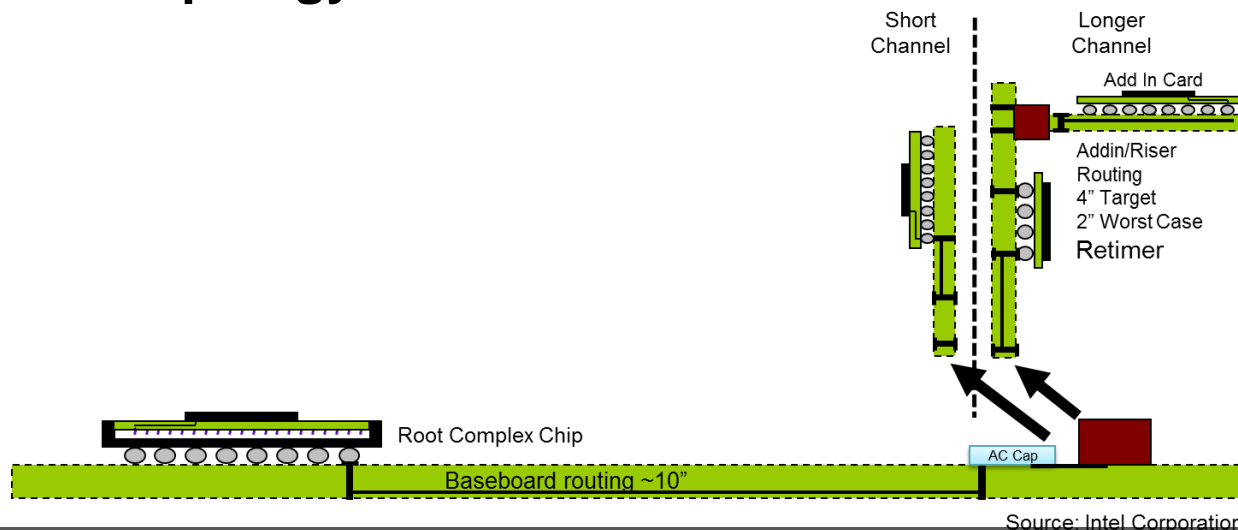 Short
Channel
Longer
Channel
Add In Card
Addin/Riser
Routing
4” Target
2” Worst Case
Retimer
Root Complex Chip
AC Cap
Baseboard routing ~10”
Source: Intel Corporation